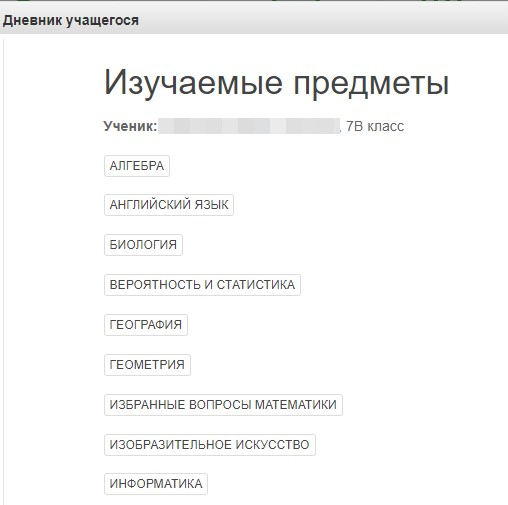 Дневник учащегося
Изучаемые предметы
Ученик: , 7В класс
АЛГЕБРА
АНГЛИЙСКИЙ ЯЗЫК
БИОЛОГИЯ
ВЕРОЯТНОСТЬ И СТАТИСТИКА
ГЕОГРАФИЯ
ГЕОМЕТРИЯ
ИЗБРАННЫЕ ВОПРОСЫ МАТЕМАТИКИ
ИЗОБРАЗИТЕЛЬНОЕ ИСКУССТВО
ИНФОРМАТИКА